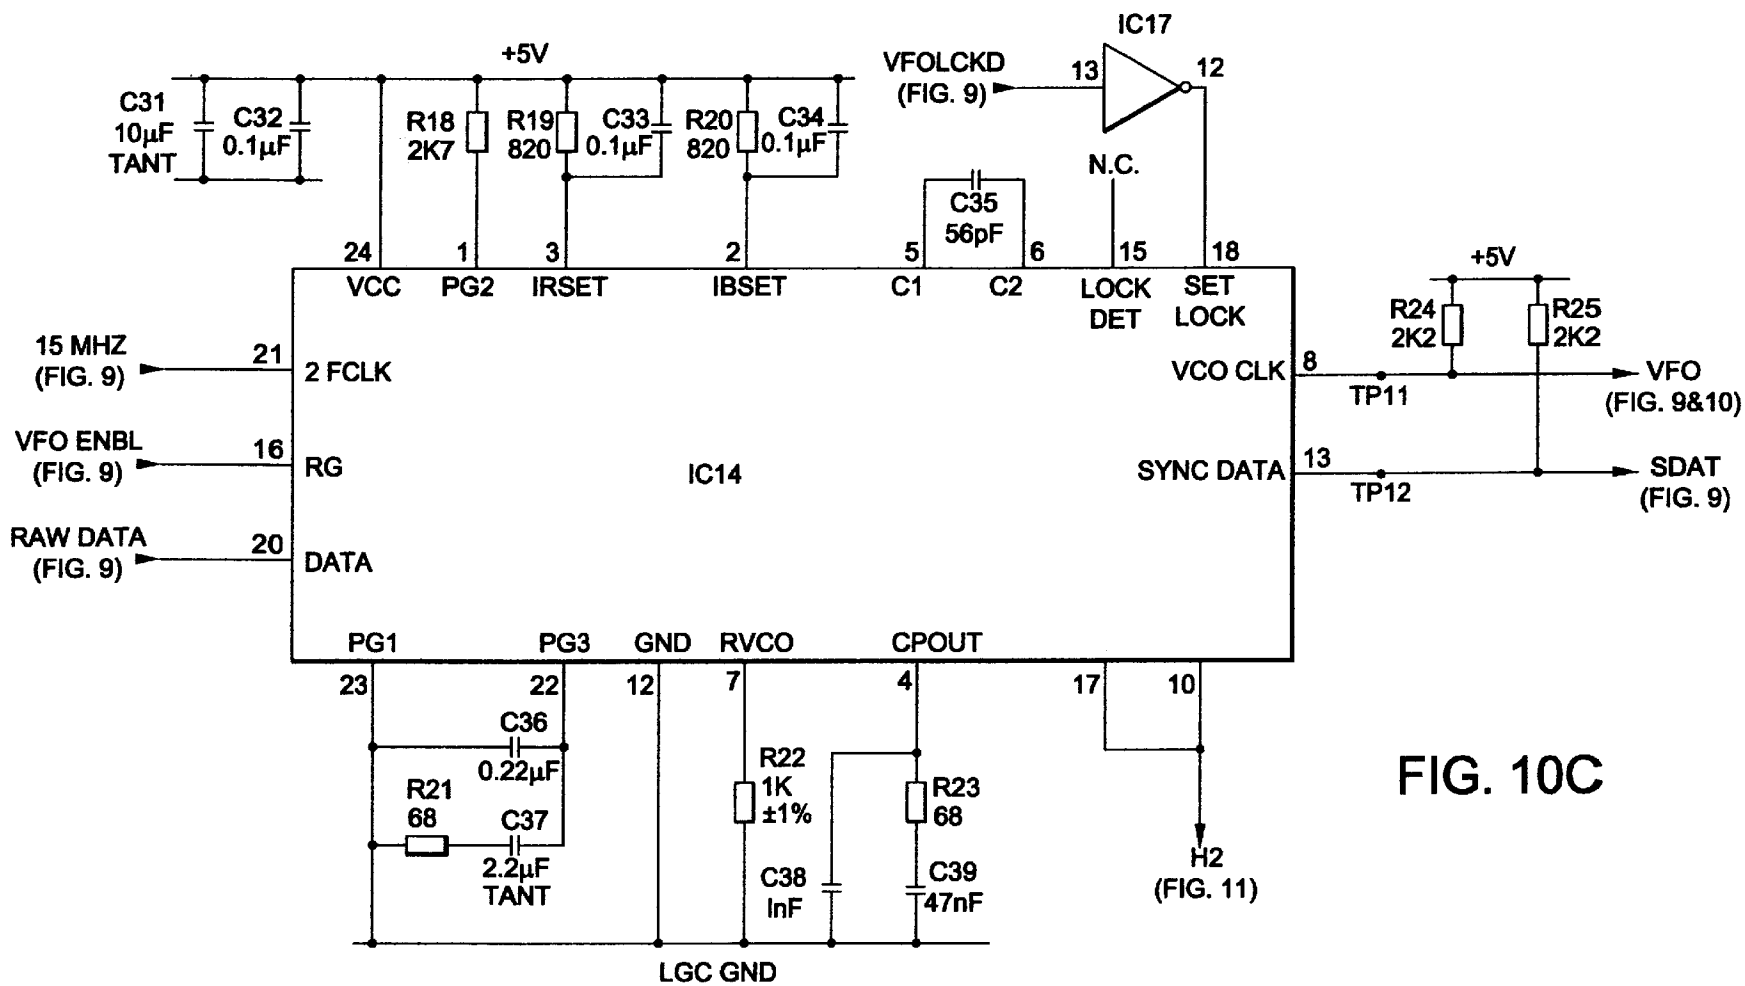 IC17
+5V
VFOLCKD
(FIG. 9)
13
12
C31
10µF
TANT
C32
0.1µF
R18
2K7
R19
820
C33
0.1µF
R20
820
C34
0.1µF
N.C.
C35
56pF
24
1
3
2
5
6
15
18
VCC
PG2
IRSET
IBSET
C1
C2
LOCK
DET
SET
LOCK
+5V
R24
2K2
R25
2K2
15 MHZ
(FIG. 9)
21
2 FCLK
VCO CLK
8
TP11
VFO
(FIG. 9&10)
VFO ENBL
(FIG. 9)
16
RG
IC14
SYNC DATA
13
TP12
SDAT
(FIG. 9)
RAW DATA
(FIG. 9)
20
DATA
PG1
PG3
GND
RVCO
CPOUT
23
22
12
7
4
17
10
C36
0.22µF
R21
68
C37
2.2µF
TANT
R22
1K
±1%
R23
68
C38
InF
C39
47nF
H2
(FIG. 11)
FIG. 10C
LGC GND